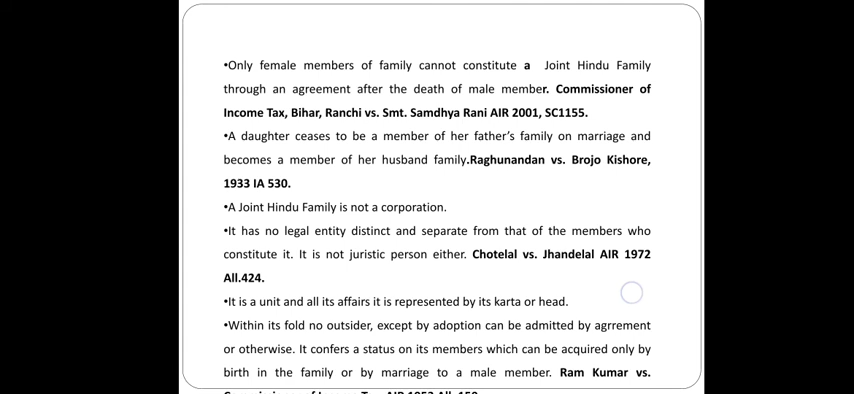 •Only female members of family cannot constitute a Joint Hindu Family
through an agreement after the death of male member. Commissioner of
Income Tax, Bihar, Ranchi vs. Smt. Samdhya Rani AIR 2001, SC1155.
•A daughter ceases to be a member of her father’s family on marriage and
becomes a member of her husband family.Raghunandan vs. Brojo Kishore,
1933 IA 530.
•A Joint Hindu Family is not a corporation.
•It has no legal entity distinct and separate from that of the members who
constitute it. It is not juristic person either. Chotelal vs. Jhandelal AIR 1972
All.424.
•It is a unit and all its affairs it is represented by its karta or head.
•Within its fold no outsider, except by adoption can be admitted by agrrement
or otherwise. It confers a status on its members which can be acquired only by
birth in the family or by marriage to a male member. Ram Kumar vs.